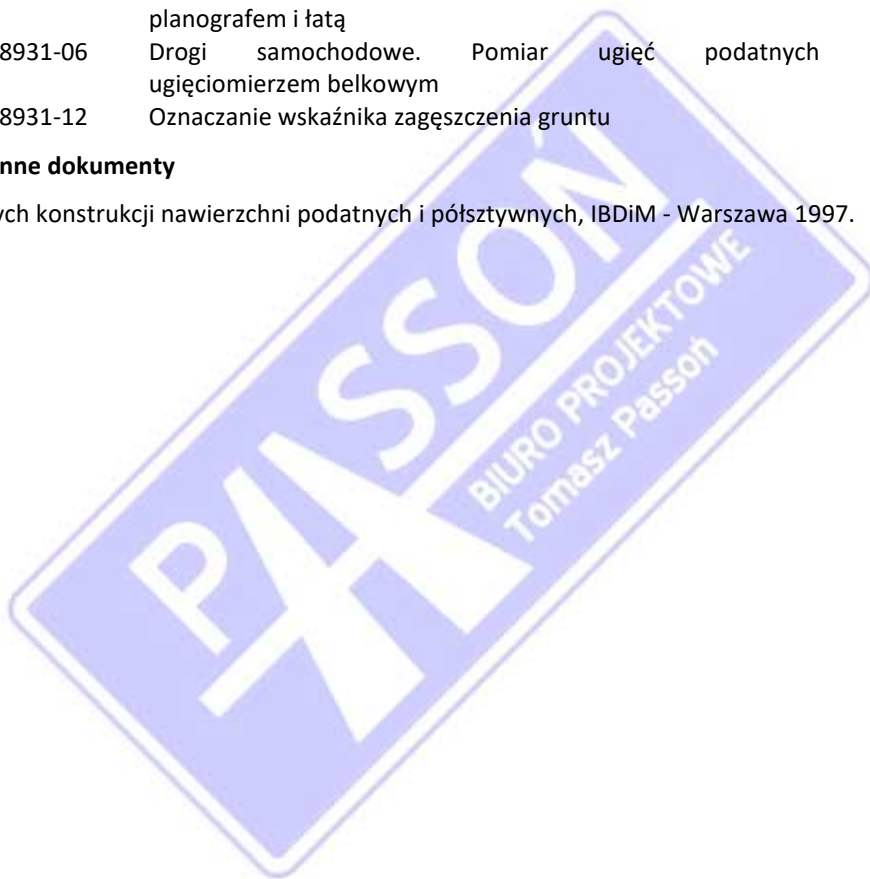 planografem i łatą
8931-06 Drogi samochodowe. Pomiar ugięć podatnych
ugięciomierzem belkowym
8931-12 Oznaczanie wskaźnika zagęszczenia gruntu
nne dokumenty
ych konstrukcji nawierzchni podatnych i półsztywnych, IBDiM - Warszawa 1997.
PASSOŃ
BIURO PROJEKTOWE
Tomasz Passoń